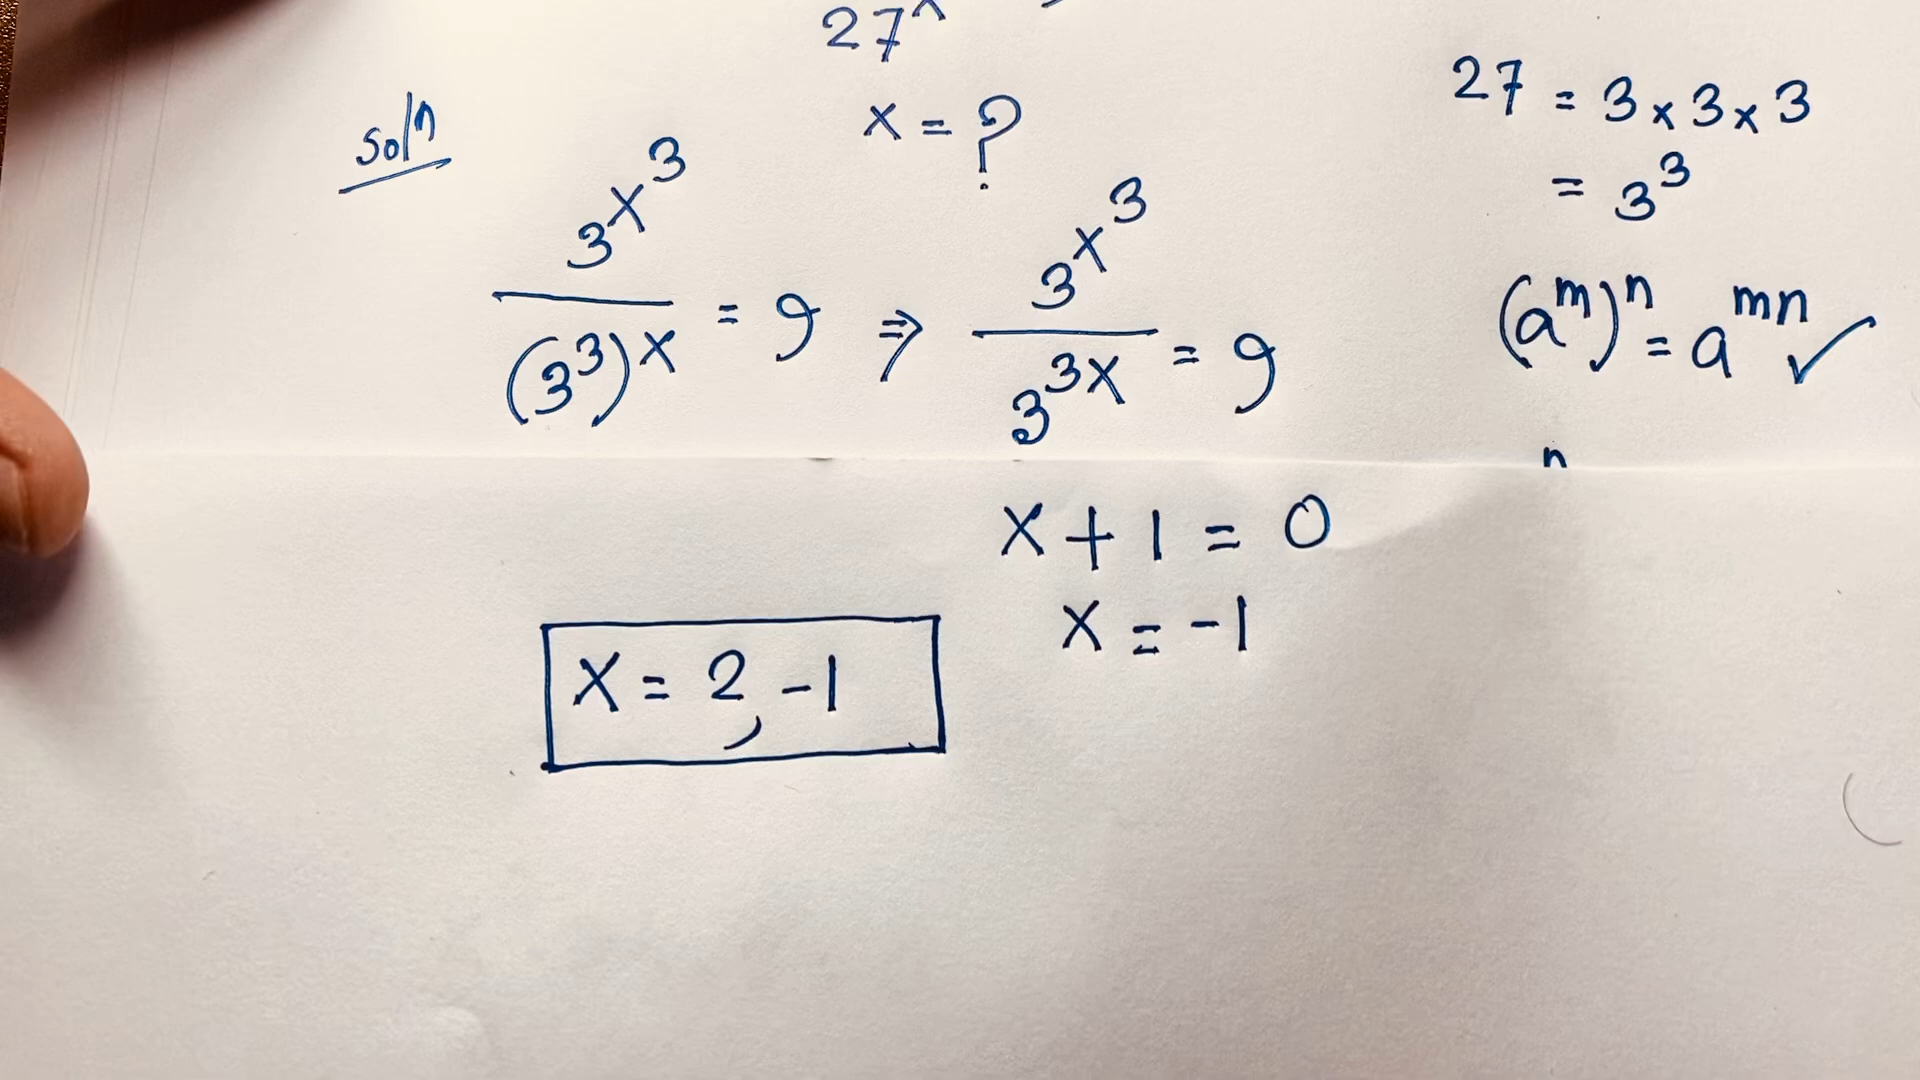 27^x
x = ?
Soln
3^x^3 / (3^3)^x = 9 ⇒ 3^x^3 / 3^3x = 9
27 = 3 x 3 x 3
= 3^3
(a^m)^n = a^mn ✓
n
x + 1 = 0
x = -1
x = 2, -1